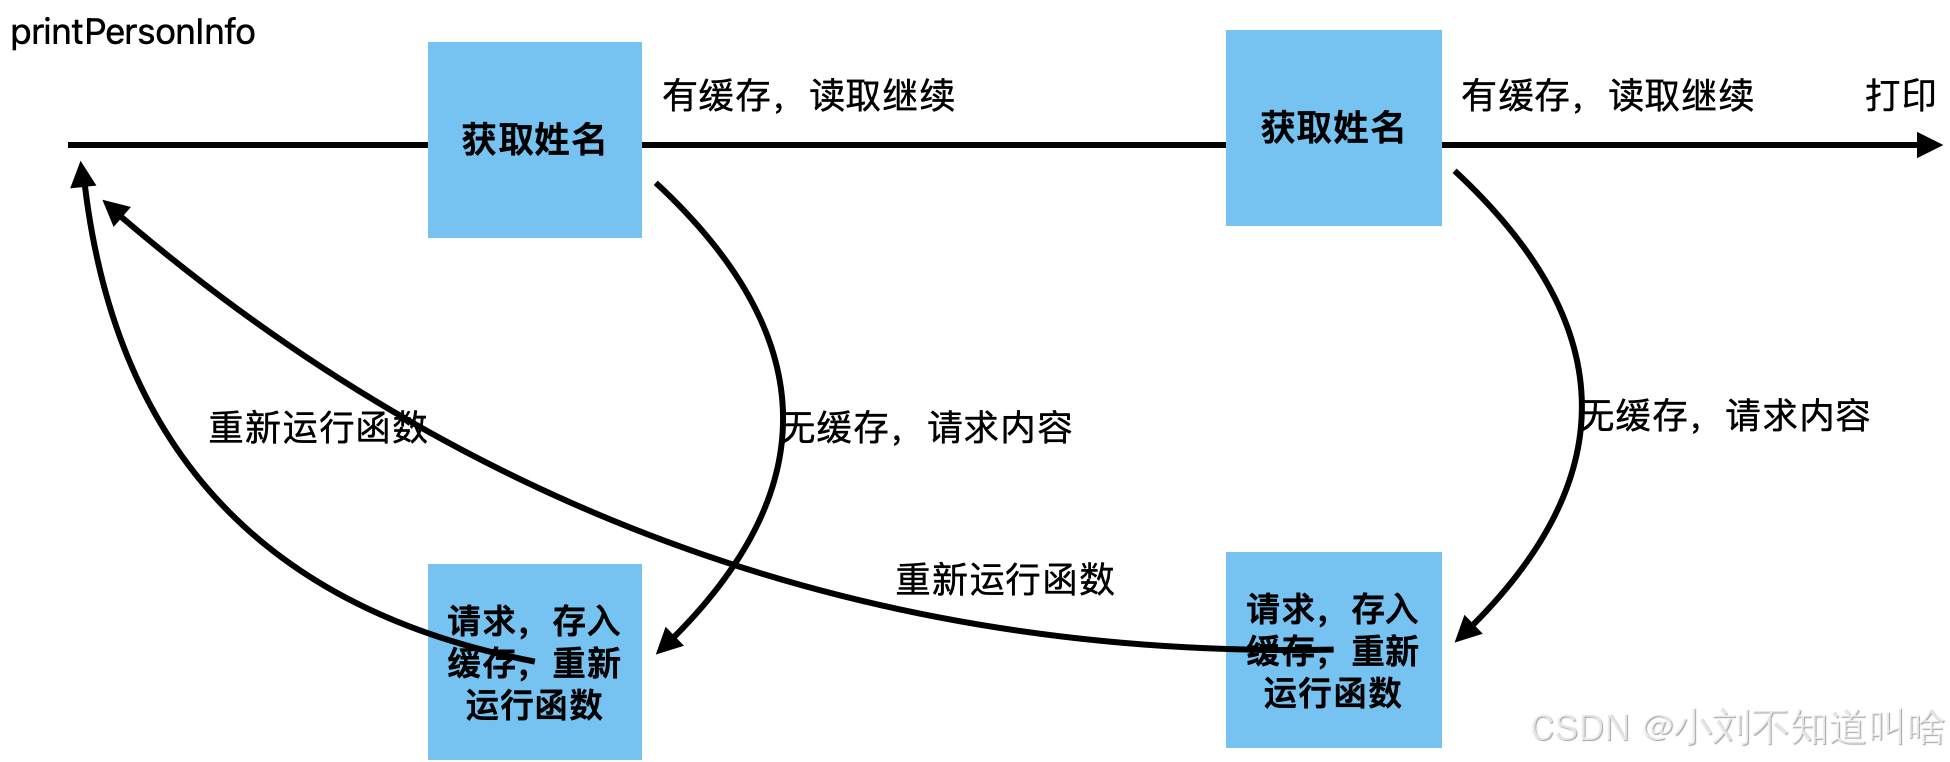 printPersonInfo
获取姓名
有缓存，读取继续
获取姓名
有缓存，读取继续
打印
重新运行函数
无缓存，请求内容
无缓存，请求内容
重新运行函数
请求，存入
缓存，重新
运行函数
请求，存入
缓存，重新
运行函数
CSDN @小刘不知道叫啥